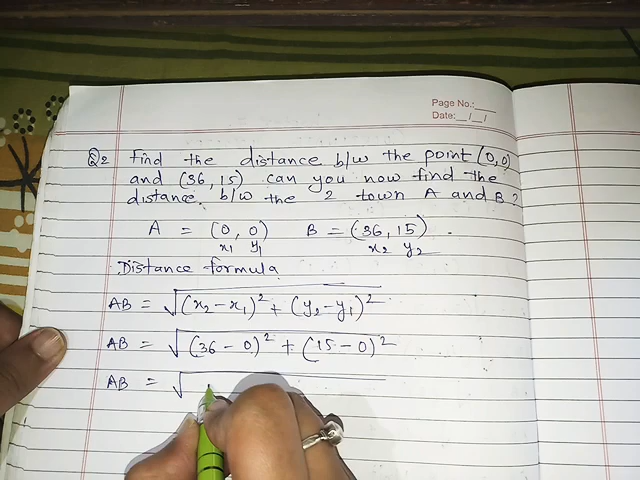 Page No.:
Date: / /
Q2 Find the distance b/w the point (0,0)
and (36, 15) can you now find the
distance. b/w the 2 town A and B?
A = (0, 0) B = (36, 15) .
x₁ y₁ x₂ y₂
Distance formula
AB = √(x₂ − x₁)² + (y₂ − y₁)²
AB = √(36 − 0)² + (15 − 0)²
AB = √